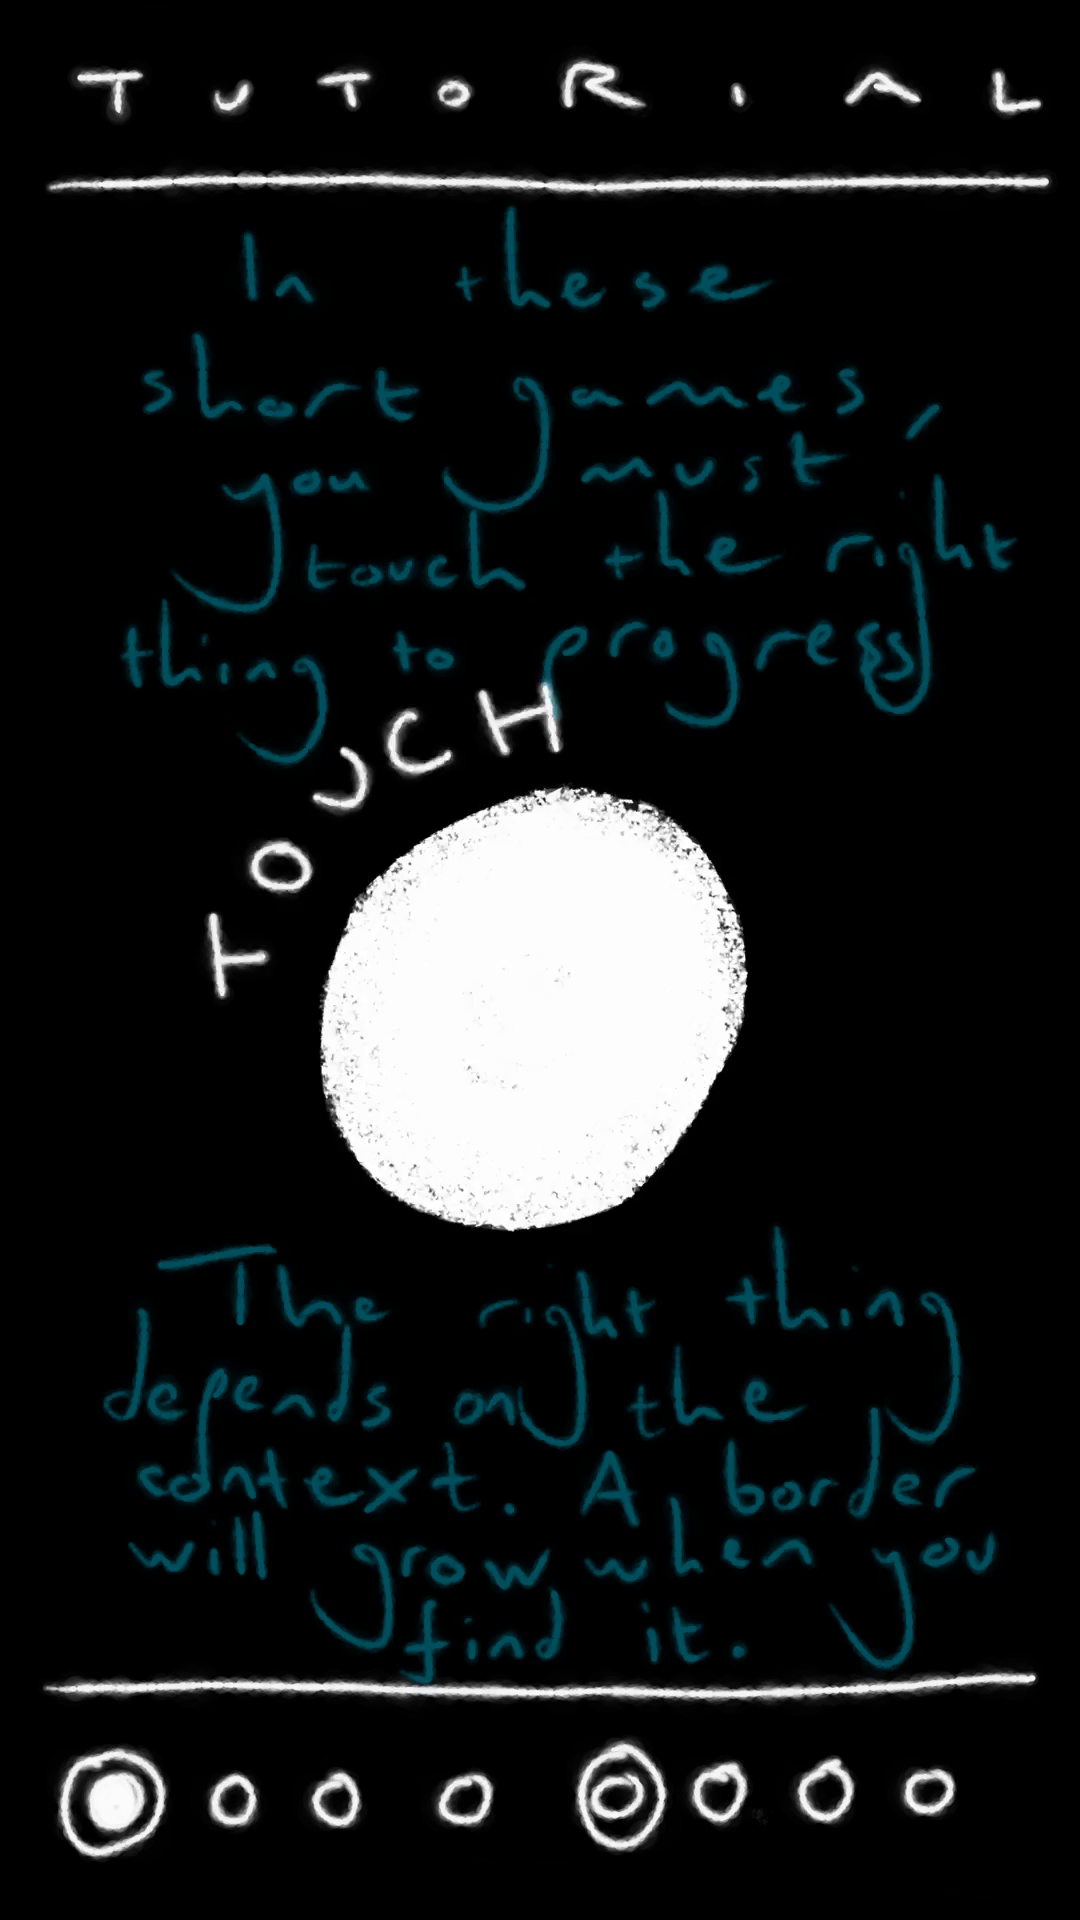 TUTORIAL
In these
short games,
you must
touch the right
thing to progress
TOUCH
The right thing
depends on the
context. A border
will grow when you
find it.